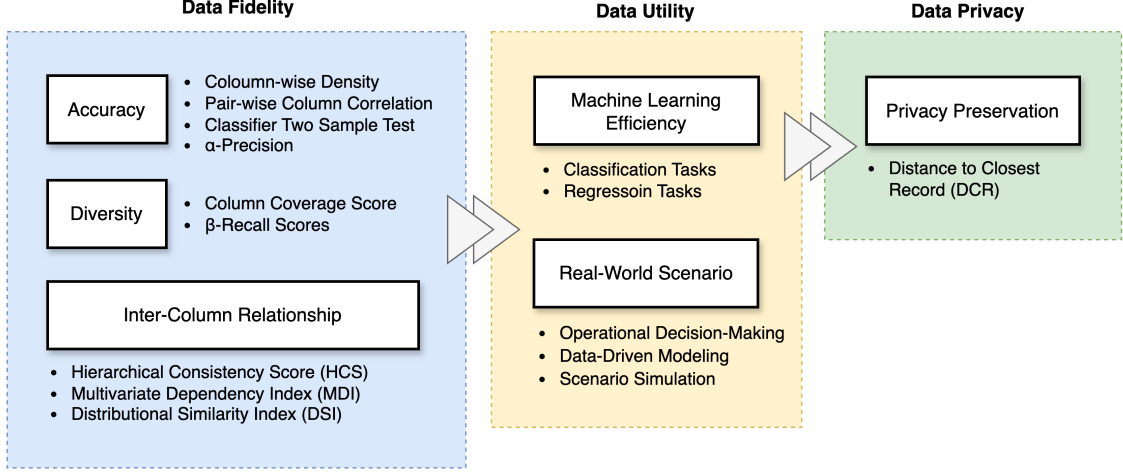 Data Fidelity
Accuracy
• Coloumn-wise Density
• Pair-wise Column Correlation
• Classifier Two Sample Test
• α-Precision
Diversity
• Column Coverage Score
• β-Recall Scores
Inter-Column Relationship
• Hierarchical Consistency Score (HCS)
• Multivariate Dependency Index (MDI)
• Distributional Similarity Index (DSI)
Data Utility
Machine Learning
Efficiency
• Classification Tasks
• Regressoin Tasks
Real-World Scenario
• Operational Decision-Making
• Data-Driven Modeling
• Scenario Simulation
Data Privacy
Privacy Preservation
• Distance to Closest
Record (DCR)